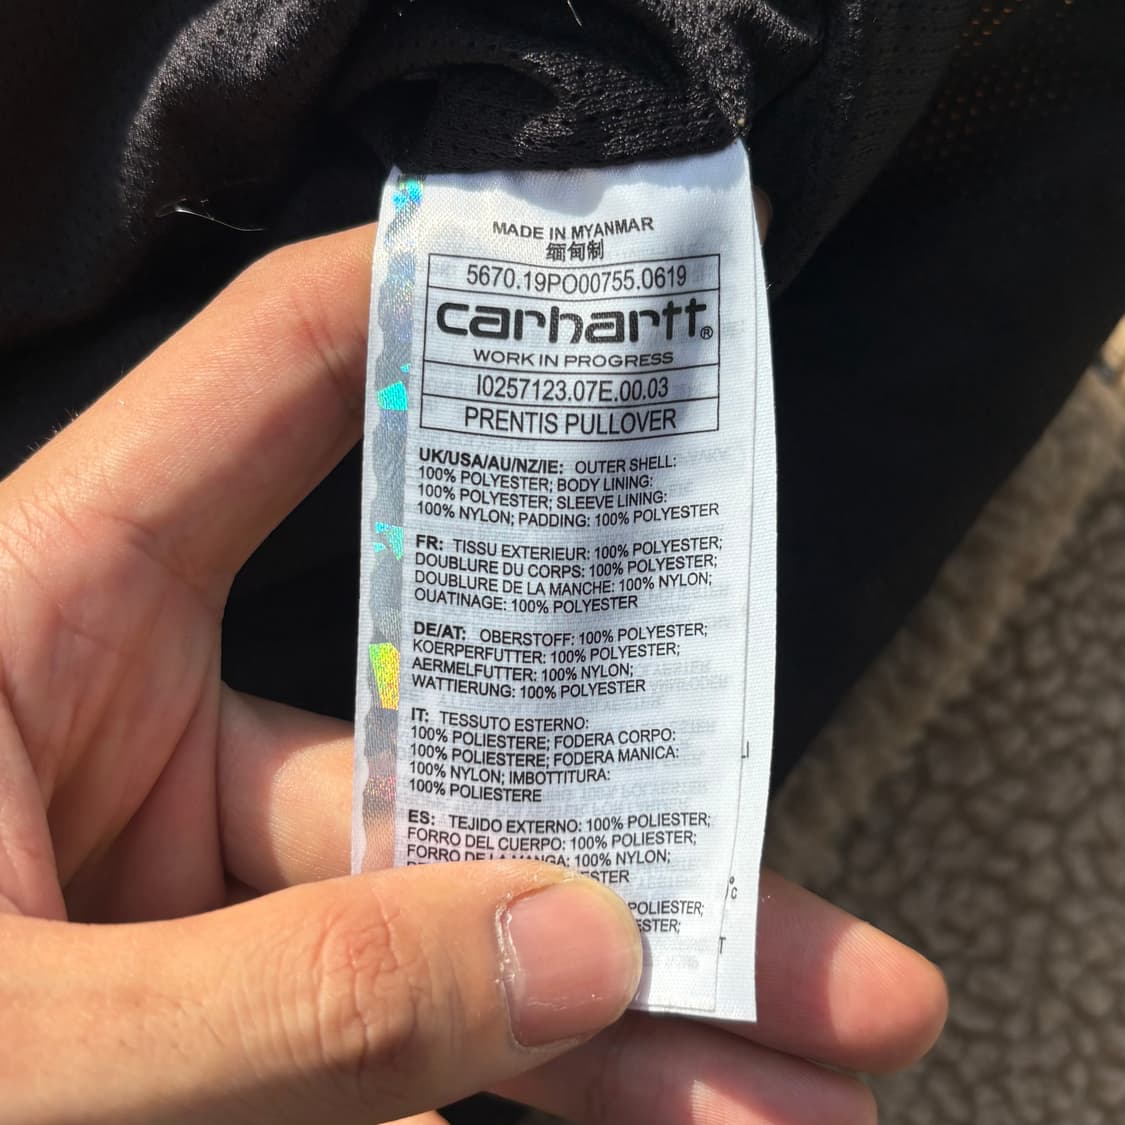 MADE IN MYANMAR
缅甸制
5670.19PO00755.0619
carhartt®
WORK IN PROGRESS
I0257123.07E.00.03
PRENTIS PULLOVER
UK/USA/AU/NZ/IE: OUTER SHELL:
100% POLYESTER; BODY LINING:
100% POLYESTER; SLEEVE LINING:
100% NYLON; PADDING: 100% POLYESTER
FR: TISSU EXTERIEUR: 100% POLYESTER;
DOUBLURE DU CORPS: 100% POLYESTER;
DOUBLURE DE LA MANCHE: 100% NYLON;
OUATINAGE: 100% POLYESTER
DE/AT: OBERSTOFF: 100% POLYESTER;
KOERPERFUTTER: 100% POLYESTER;
AERMELFUTTER: 100% NYLON;
WATTIERUNG: 100% POLYESTER
IT: TESSUTO ESTERNO:
100% POLIESTERE; FODERA CORPO:
100% POLIESTERE; FODERA MANICA:
100% NYLON; IMBOTTITURA:
100% POLIESTERE
ES: TEJIDO EXTERNO: 100% POLIESTER;
FORRO DEL CUERPO: 100% POLIESTER;
FORRO DE LA MANGA: 100% NYLON;
ESTER
POLIESTER;
ESTER;